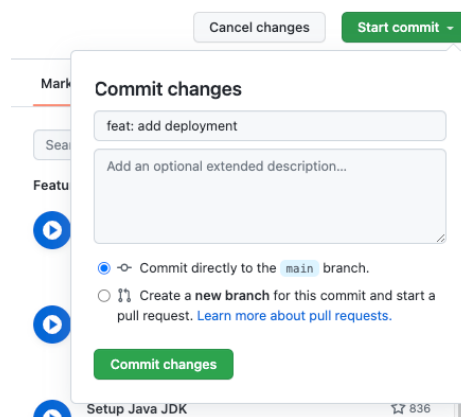 Cancel changes
Start commit
Mark
Commit changes
feat: add deployment
Sea
Add an optional extended description...
Featu
Commit directly to the main branch.
Create a new branch for this commit and start a
pull request. Learn more about pull requests.
Commit changes
Setup Java JDK
836